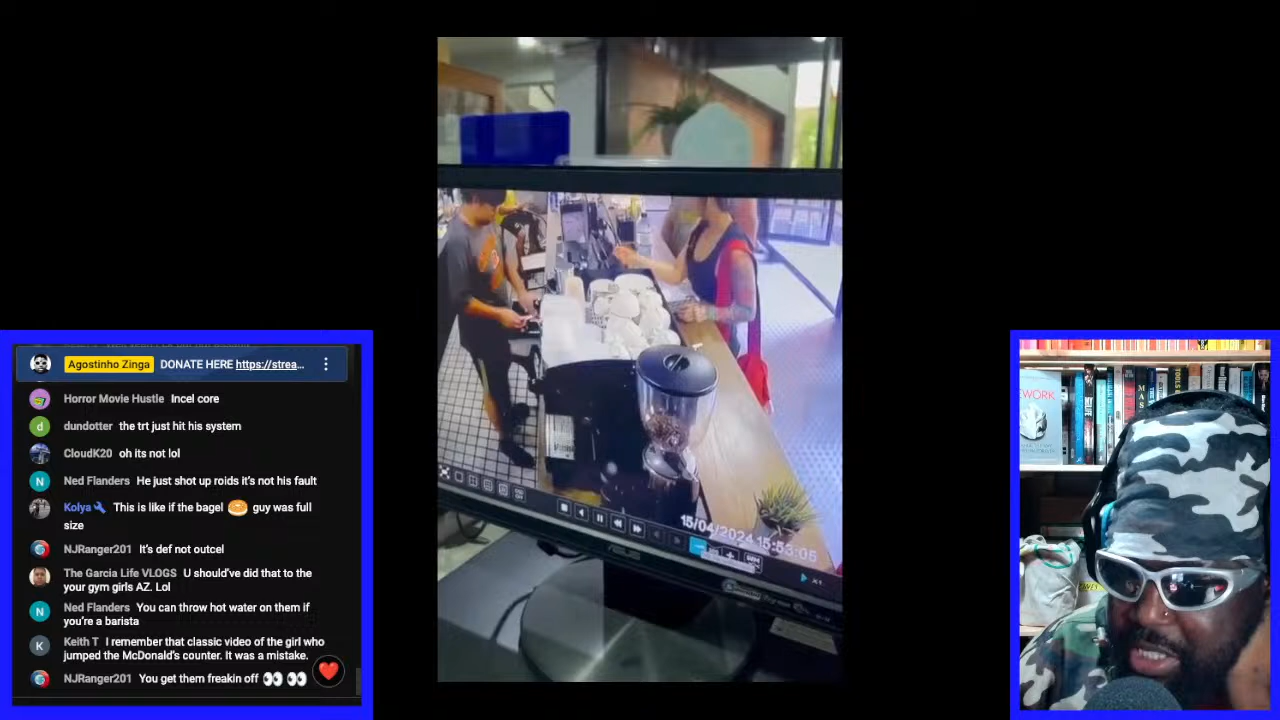 Agostinho Zinga DONATE HERE https://strea...
Horror Movie Hustle Incel core
dundotter the trt just hit his system
CloudK20 oh its not lol
Ned Flanders He just shot up roids it's not his fault
Kolya This is like if the bagel 🥯 guy was full
size
NJRanger201 It's def not outcel
The Garcia Life VLOGS U should've did that to the
your gym girls AZ. Lol
Ned Flanders You can throw hot water on them if
you're a barista
Keith T I remember that classic video of the girl who
jumped the McDonald's counter. It was a mistake.
NJRanger201 You get them freakin off 👀 👀
15/04/2024 15:53:05
X1
ASUS
WORK